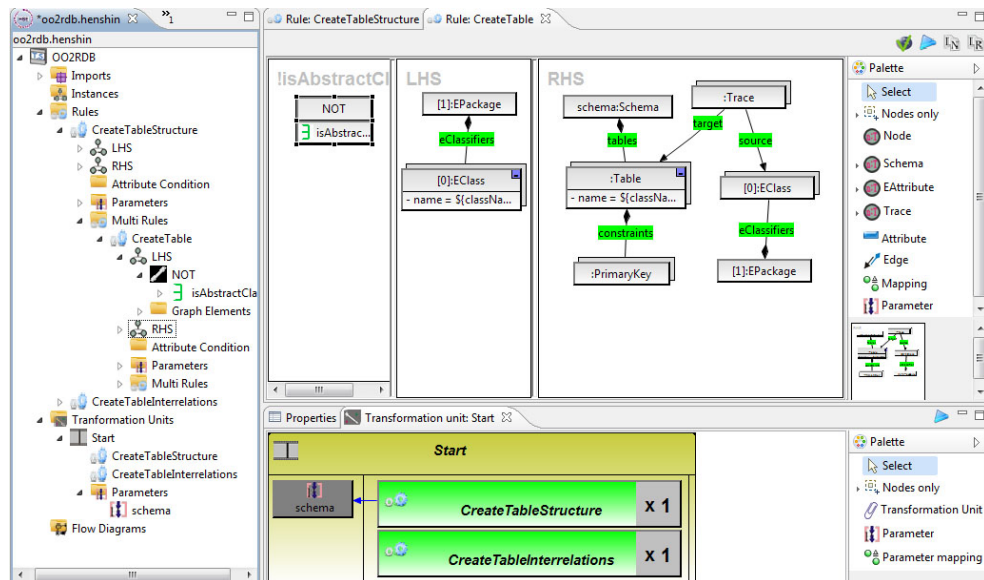 *oo2rdb.henshin
»1
oo2rdb.henshin
OO2RDB
Imports
Instances
Rules
CreateTableStructure
LHS
RHS
Attribute Condition
Parameters
Multi Rules
CreateTable
LHS
NOT
isAbstractCla
Graph Elements
RHS
Attribute Condition
Parameters
Multi Rules
CreateTableInterrelations
Tranformation Units
Start
CreateTableStructure
CreateTableInterrelations
Parameters
schema
Flow Diagrams
Rule: CreateTableStructure
Rule: CreateTable
!isAbstractCl
NOT
isAbstrac...
LHS
[1]:EPackage
eClassifiers
[0]:EClass
- name = ${classNa...
RHS
schema:Schema
:Trace
target
tables
source
:Table
- name = ${classNa...
[0]:EClass
constraints
eClassifiers
:PrimaryKey
[1]:EPackage
Palette
Select
Nodes only
Node
Schema
EAttribute
Trace
Attribute
Edge
Mapping
Parameter
Properties
Transformation unit: Start
Start
schema
CreateTableStructure
x 1
CreateTableInterrelations
x 1
Palette
Select
Nodes only
Transformation Unit
Parameter
Parameter mapping